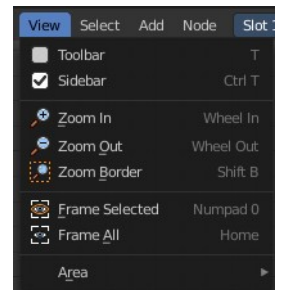 View Select Add Node Slot
Toolbar T
Sidebar Ctrl T
Zoom In Wheel In
Zoom Out Wheel Out
Zoom Border Shift B
Frame Selected Numpad 0
Frame All Home
Area